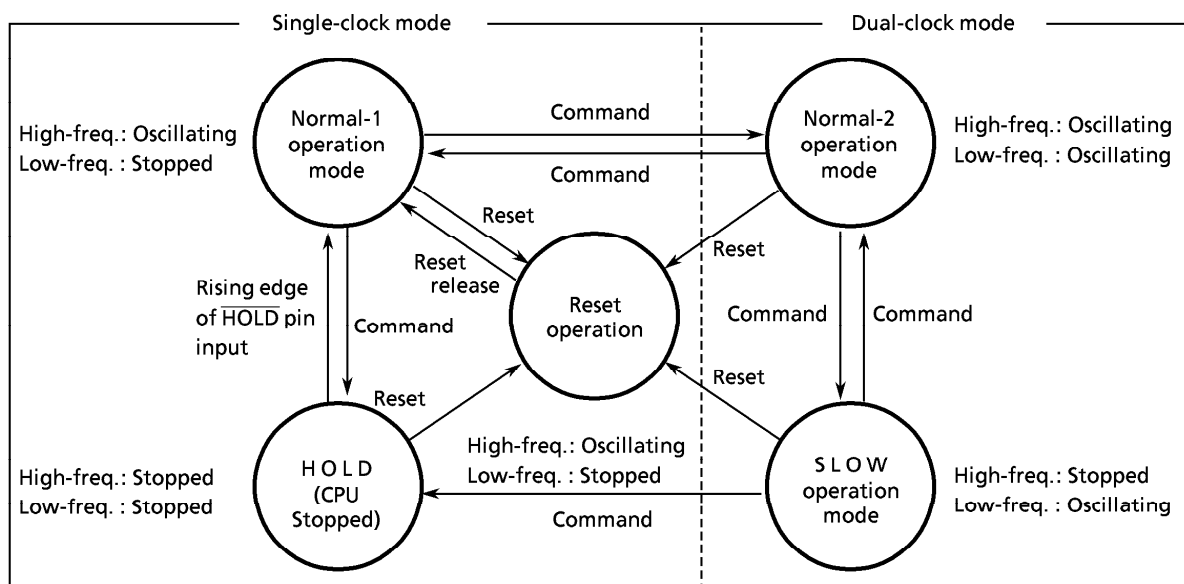 Single-clock mode
Dual-clock mode
High-freq.: Oscillating
Low-freq. : Stopped
Normal-1
operation
mode
Command
Command
Normal-2
operation
mode
High-freq.: Oscillating
Low-freq. : Oscillating
Reset
Reset
release
Reset
operation
Reset
Rising edge
of HOLD pin
input
Command
Command
Command
Reset
Reset
High-freq.: Stopped
Low-freq. : Stopped
H O L D
(CPU
Stopped)
High-freq.: Oscillating
Low-freq. : Stopped
Command
S L O W
operation
mode
High-freq.: Stopped
Low-freq. : Oscillating